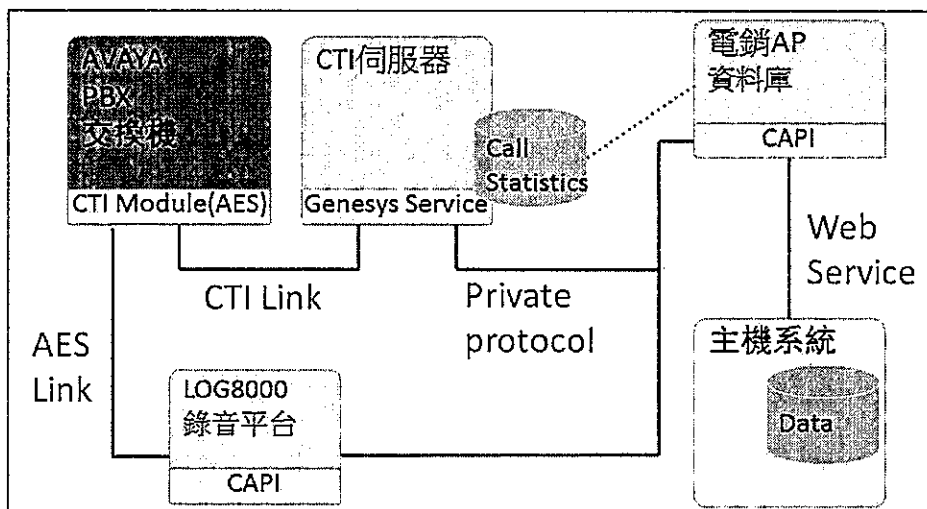 AVAYA
PBX
交換機
CTI Module(AES)
CTI伺服器
Call
Statistics
Genesys Service
電銷AP
資料庫
CAPI
CTI Link
Private
protocol
Web
Service
AES
Link
LOG8000
錄音平台
CAPI
主機系統
Data